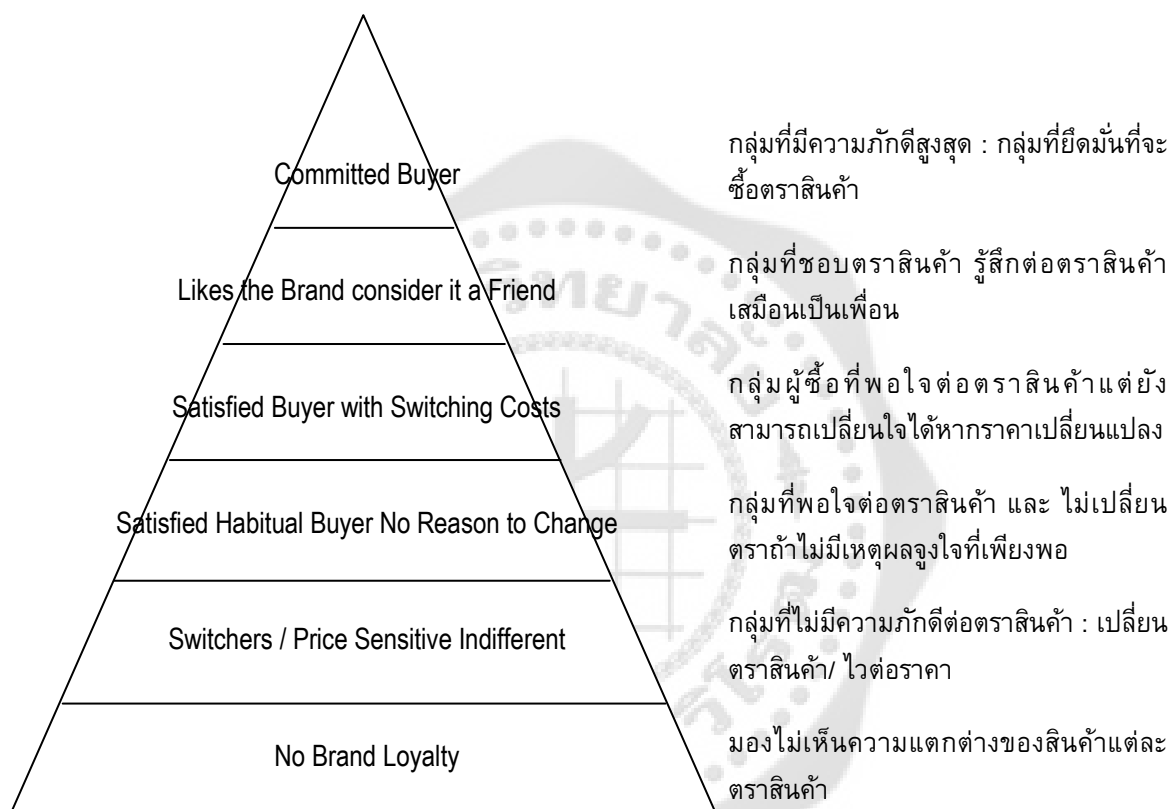 Committed Buyer
กลุ่มที่มีความภักดีสูงสุด : กลุ่มที่ยึดมั่นที่จะ
ซื้อตราสินค้า
Likes the Brand consider it a Friend
กลุ่มที่ชอบตราสินค้า รู้สึกต่อตราสินค้า
เสมือนเป็นเพื่อน
Satisfied Buyer with Switching Costs
กลุ่มผู้ซื้อที่พอใจต่อตราสินค้าแต่ยัง
สามารถเปลี่ยนใจได้หากราคาเปลี่ยนแปลง
Satisfied Habitual Buyer No Reason to Change
กลุ่มที่พอใจต่อตราสินค้า และ ไม่เปลี่ยน
ตราถ้าไม่มีเหตุผลจูงใจที่เพียงพอ
Switchers / Price Sensitive Indifferent
กลุ่มที่ไม่มีความภักดีต่อตราสินค้า : เปลี่ยน
ตราสินค้า/ ไวต่อราคา
No Brand Loyalty
มองไม่เห็นความแตกต่างของสินค้าแต่ละ
ตราสินค้า